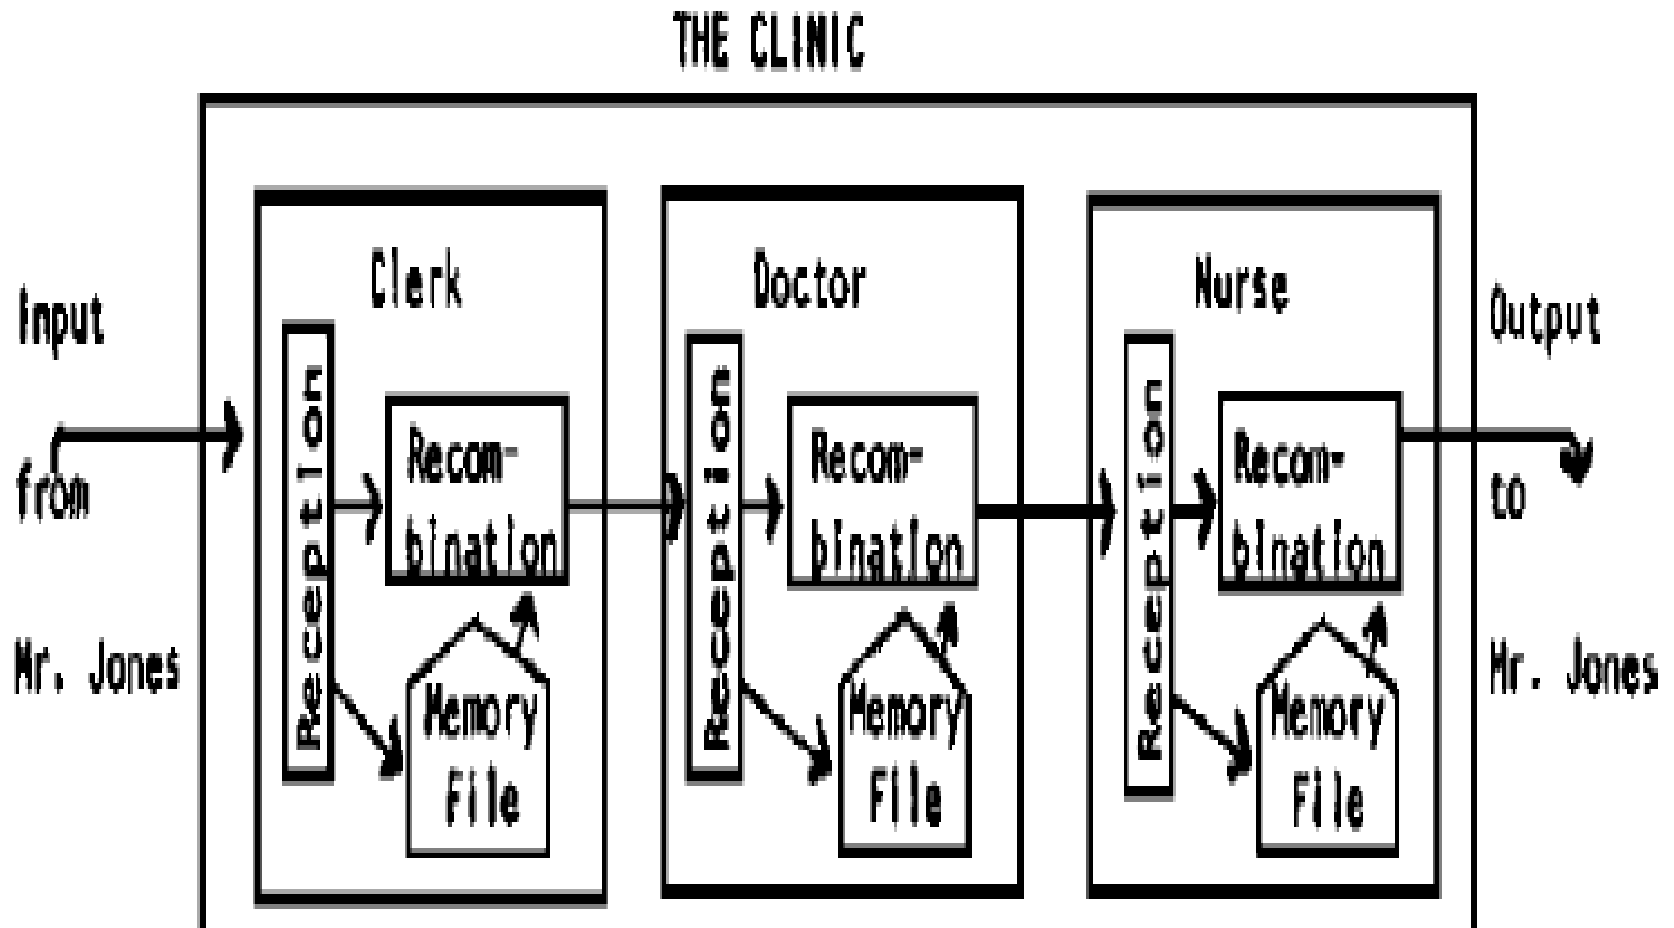 THE CLINIC
Input
from
Mr. Jones
Clerk
Reception
Recom-
bination
Memory
File
Doctor
Reception
Recom-
bination
Memory
File
Nurse
Reception
Recom-
bination
Memory
File
Output
to
Mr. Jones